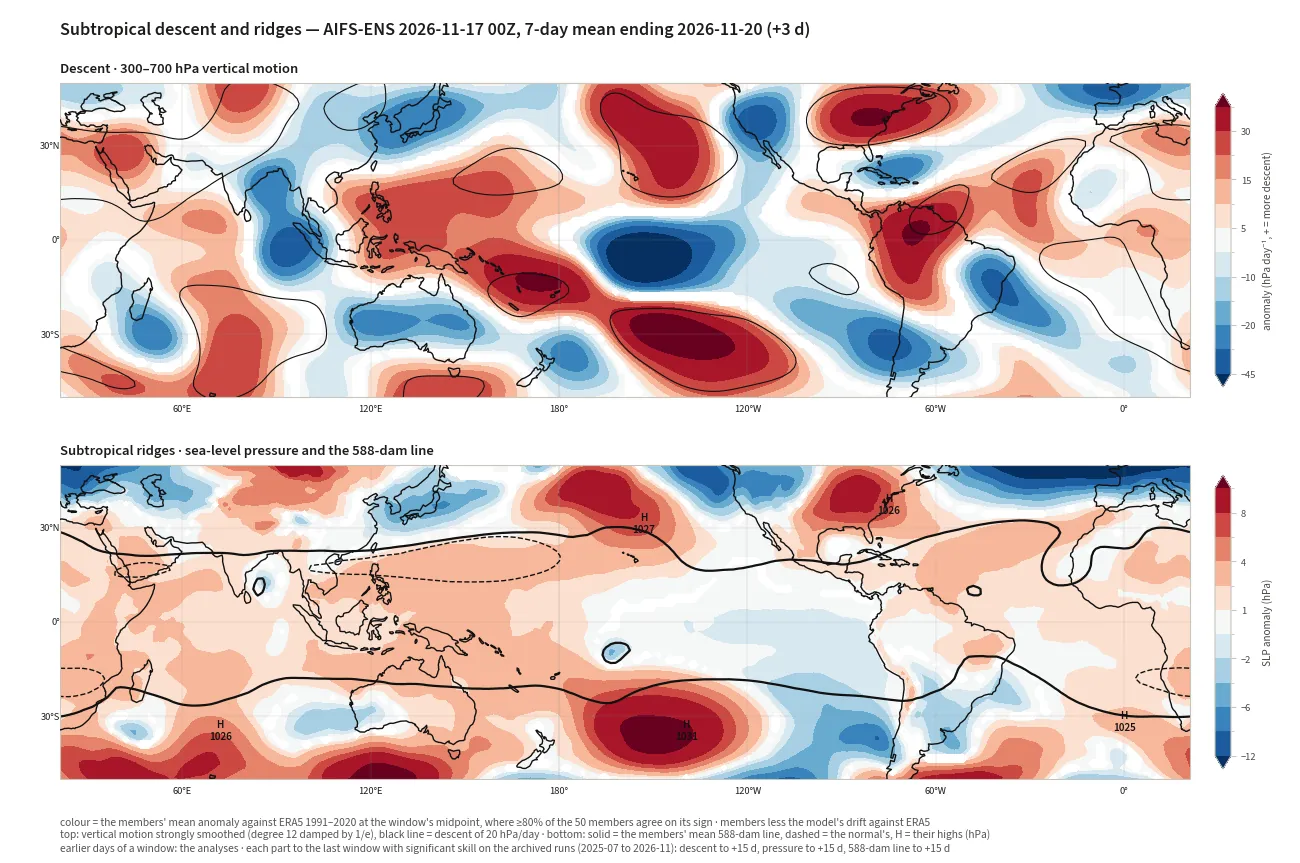 Subtropical descent and ridges — AIFS-ENS 2026-11-17 00Z, 7-day mean ending 2026-11-20 (+3 d)
Descent · 300–700 hPa vertical motion
30°N
0°
30°S
60°E
120°E
180°
120°W
60°W
0°
30
15
5
−10
−20
−45
anomaly (hPa day⁻¹, + = more descent)
Subtropical ridges · sea-level pressure and the 588-dam line
30°N
0°
30°S
H
1027
H
1026
H
1026
H
1031
H
1025
60°E
120°E
180°
120°W
60°W
0°
8
4
1
−2
−6
−12
SLP anomaly (hPa)
colour = the members' mean anomaly against ERA5 1991–2020 at the window's midpoint, where ≥80% of the 50 members agree on its sign · members less the model's drift against ERA5
top: vertical motion strongly smoothed (degree 12 damped by 1/e), black line = descent of 20 hPa/day · bottom: solid = the members' mean 588-dam line, dashed = the normal's, H = their highs (hPa)
earlier days of a window: the analyses · each part to the last window with significant skill on the archived runs (2025-07 to 2026-11): descent to +15 d, pressure to +15 d, 588-dam line to +15 d